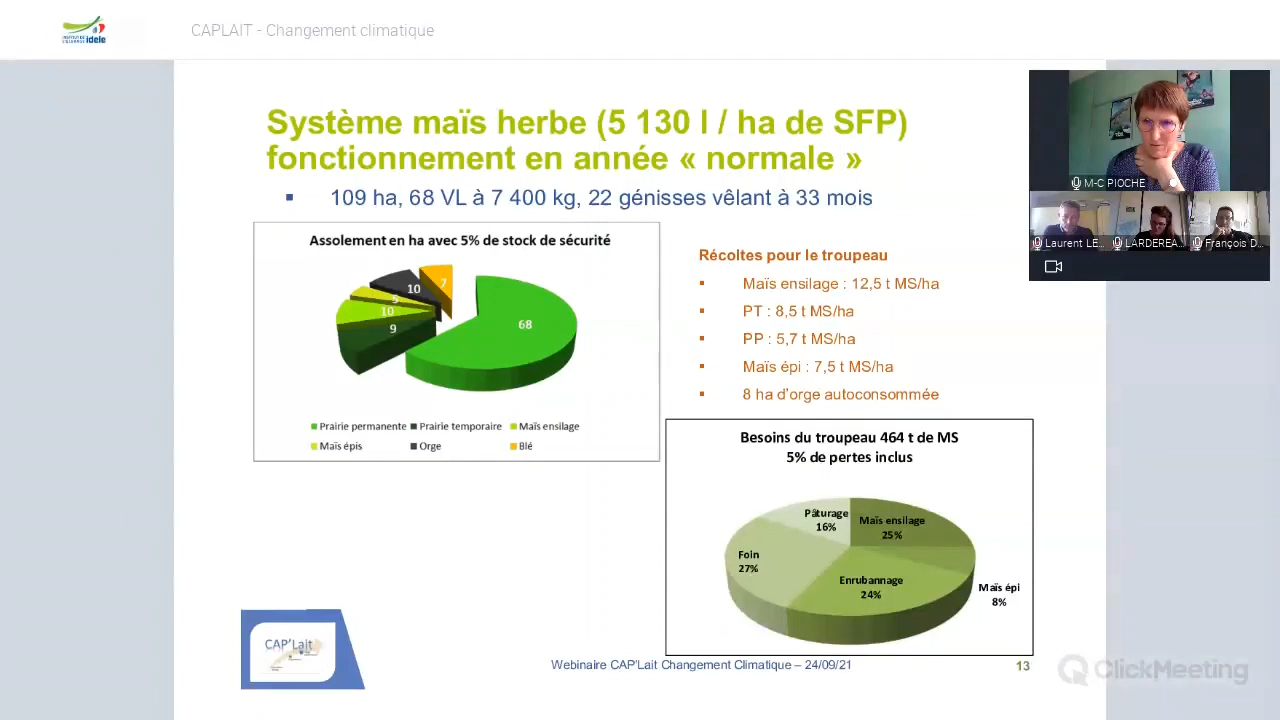 idele
CAPLAIT - Changement climatique
Système maïs herbe (5 130 l / ha de SFP)
fonctionnement en année « normale »
109 ha, 68 VL à 7 400 kg, 22 génisses vêlant à 33 mois
Assolement en ha avec 5% de stock de sécurité
7
10
5
10
9
68
Prairie permanente
Prairie temporaire
Maïs ensilage
Maïs épis
Orge
Blé
Récoltes pour le troupeau
Maïs ensilage : 12,5 t MS/ha
PT : 8,5 t MS/ha
PP : 5,7 t MS/ha
Maïs épi : 7,5 t MS/ha
8 ha d'orge autoconsommée
Besoins du troupeau 464 t de MS
5% de pertes inclus
Pâturage
16%
Maïs ensilage
25%
Foin
27%
Enrubannage
24%
Maïs épi
8%
M-C PIOCHE
Laurent LE...
LARDEREA...
François D...
CAP'Lait
Webinaire CAP'Lait Changement Climatique – 24/09/21
13
ClickMeeting